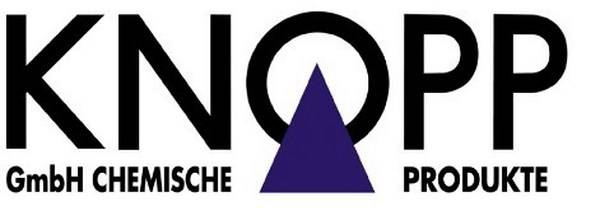 KNOPP
GmbH CHEMISCHE PRODUKTE